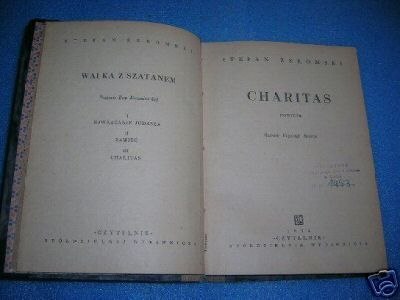 STEFAN ŻEROMSKI
WALKA Z SZATANEM
I
NAWRACANIE JUDASZA
II
ZAMIEĆ
III
CHARITAS
«CZYTELNIK»
SPÓŁDZIELNIA WYDAWNICZA
STEFAN ŻEROMSKI
CHARITAS
POWIEŚĆ
1953
«CZYTELNIK»
SPÓŁDZIELNIA WYDAWNICZA